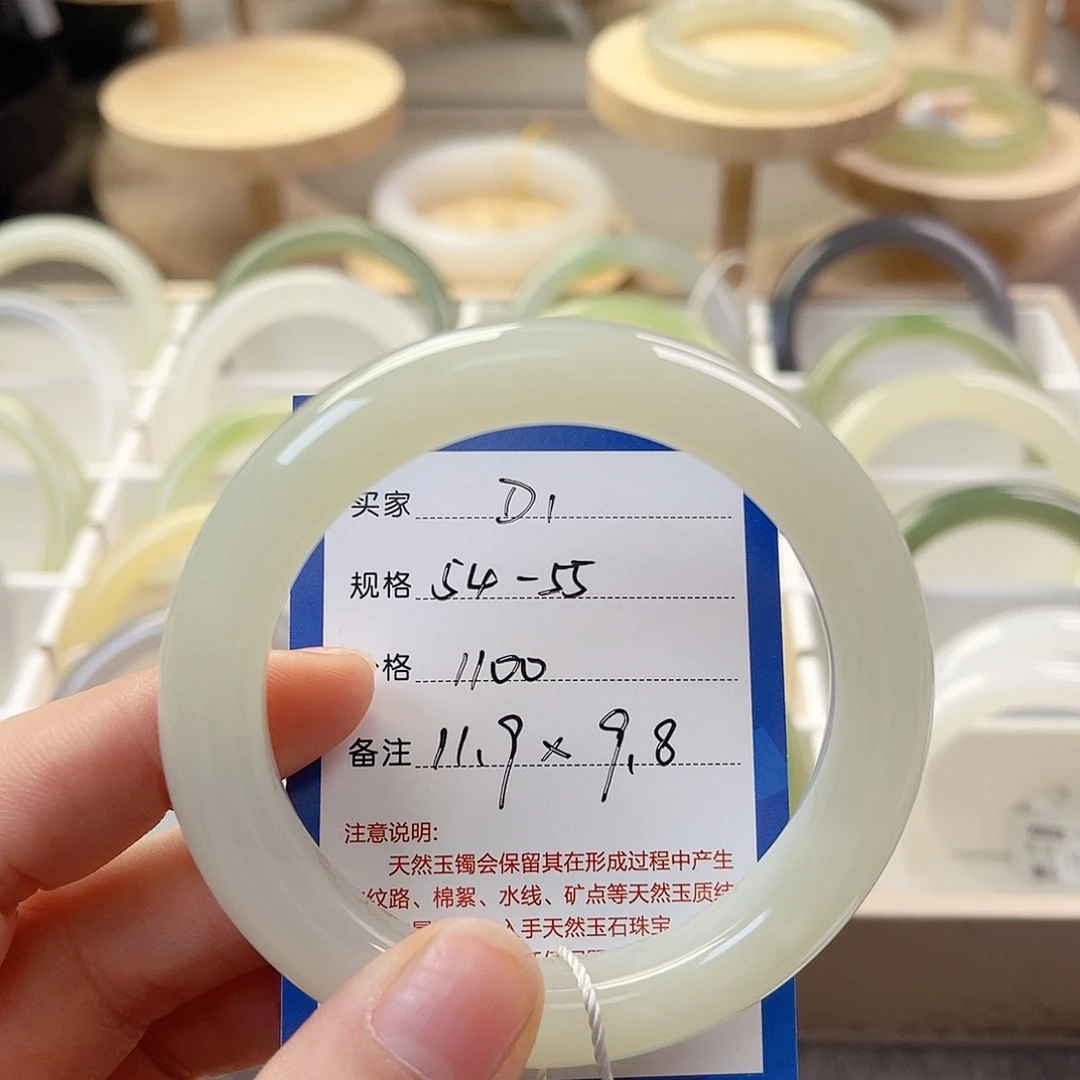 买家 D1
规格 54-55
格 1100
备注 11.9×9.8
注意说明:
天然玉镯会保留其在形成过程中产生
纹路、棉絮、水线、矿点等天然玉质结
入手天然玉石珠宝